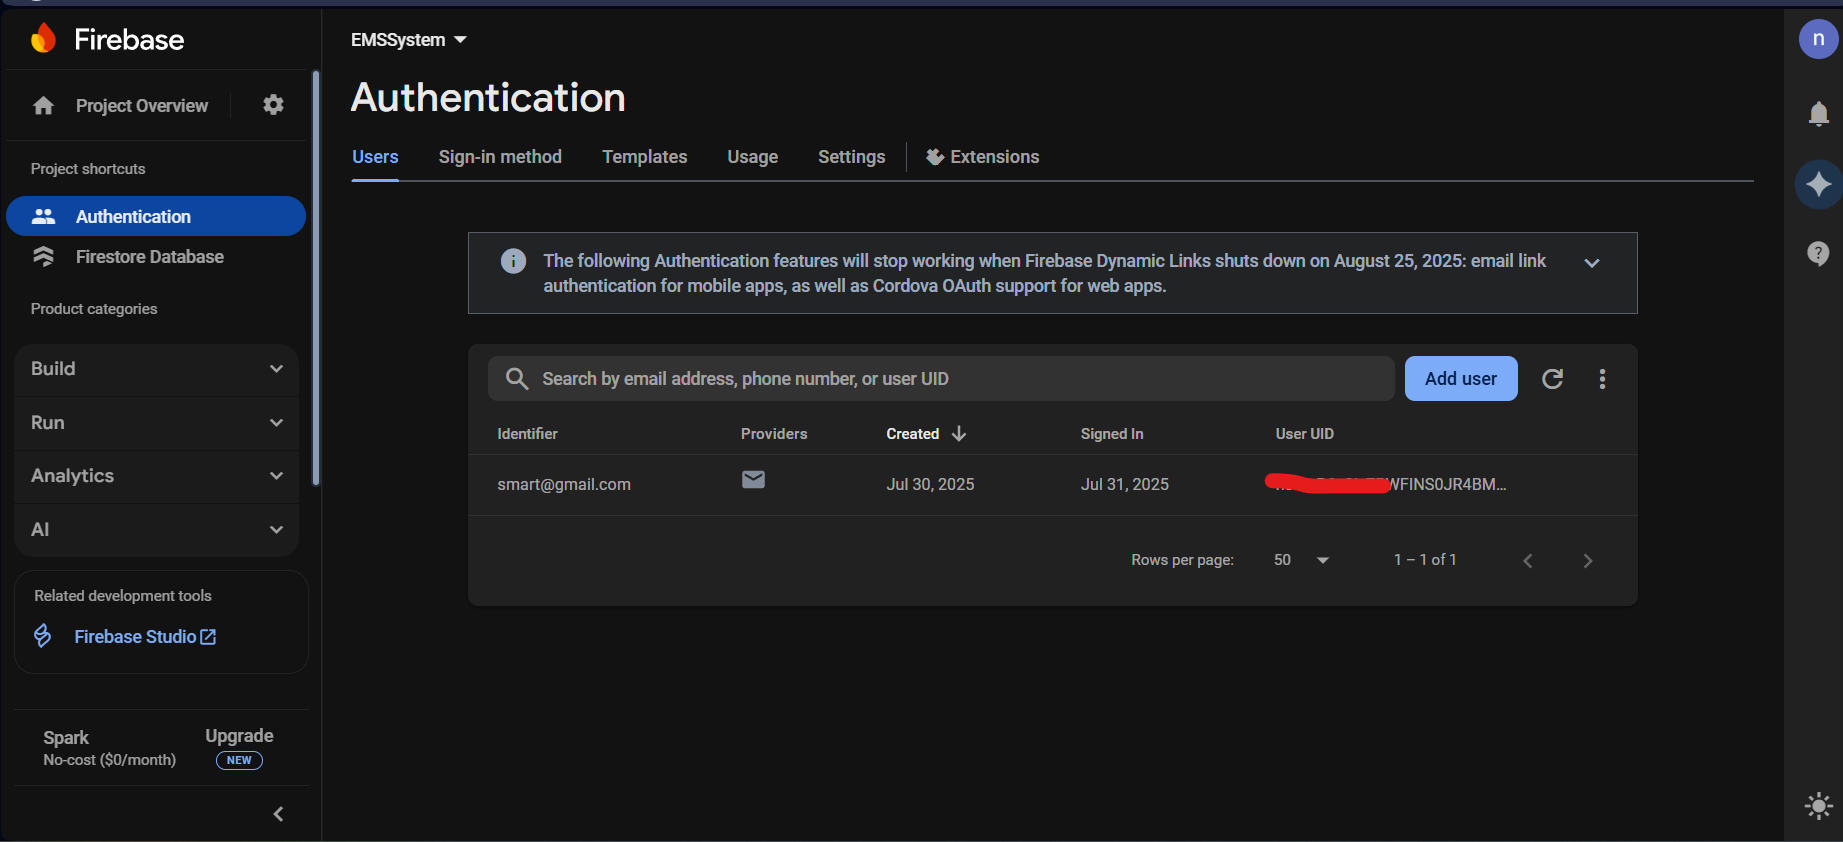 Firebase
EMSSystem
n
Project Overview
Authentication
Project shortcuts
Users Sign-in method Templates Usage Settings Extensions
Authentication
Firestore Database
The following Authentication features will stop working when Firebase Dynamic Links shuts down on August 25, 2025: email link
authentication for mobile apps, as well as Cordova OAuth support for web apps.
Product categories
Build
Run
Analytics
AI
Search by email address, phone number, or user UID
Add user
Identifier Providers Created Signed In User UID
smart@gmail.com Jul 30, 2025 Jul 31, 2025 WFINS0JR4BM...
Rows per page: 50 1 – 1 of 1
Related development tools
Firebase Studio
Spark
No-cost ($0/month)
Upgrade
NEW